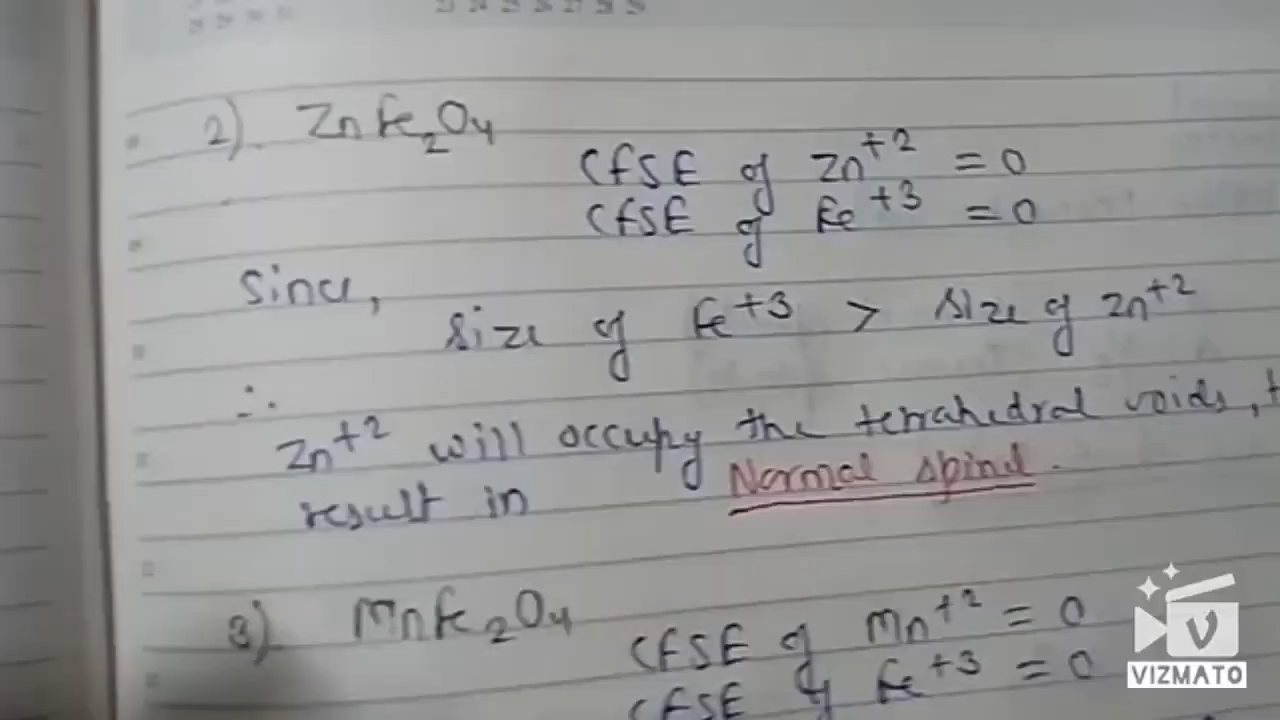 2). ZnFe2O4
CFSE of Zn+2 = 0
CFSE of Fe+3 = 0
Since,
size of Fe+3 > size of Zn+2
∴
Zn+2 will occupy the tetrahedral voids, t
result in Normal spinel.
3) MnFe2O4
CFSE of Mn+2 = 0
CFSE of Fe+3 = 0
VIZMATO